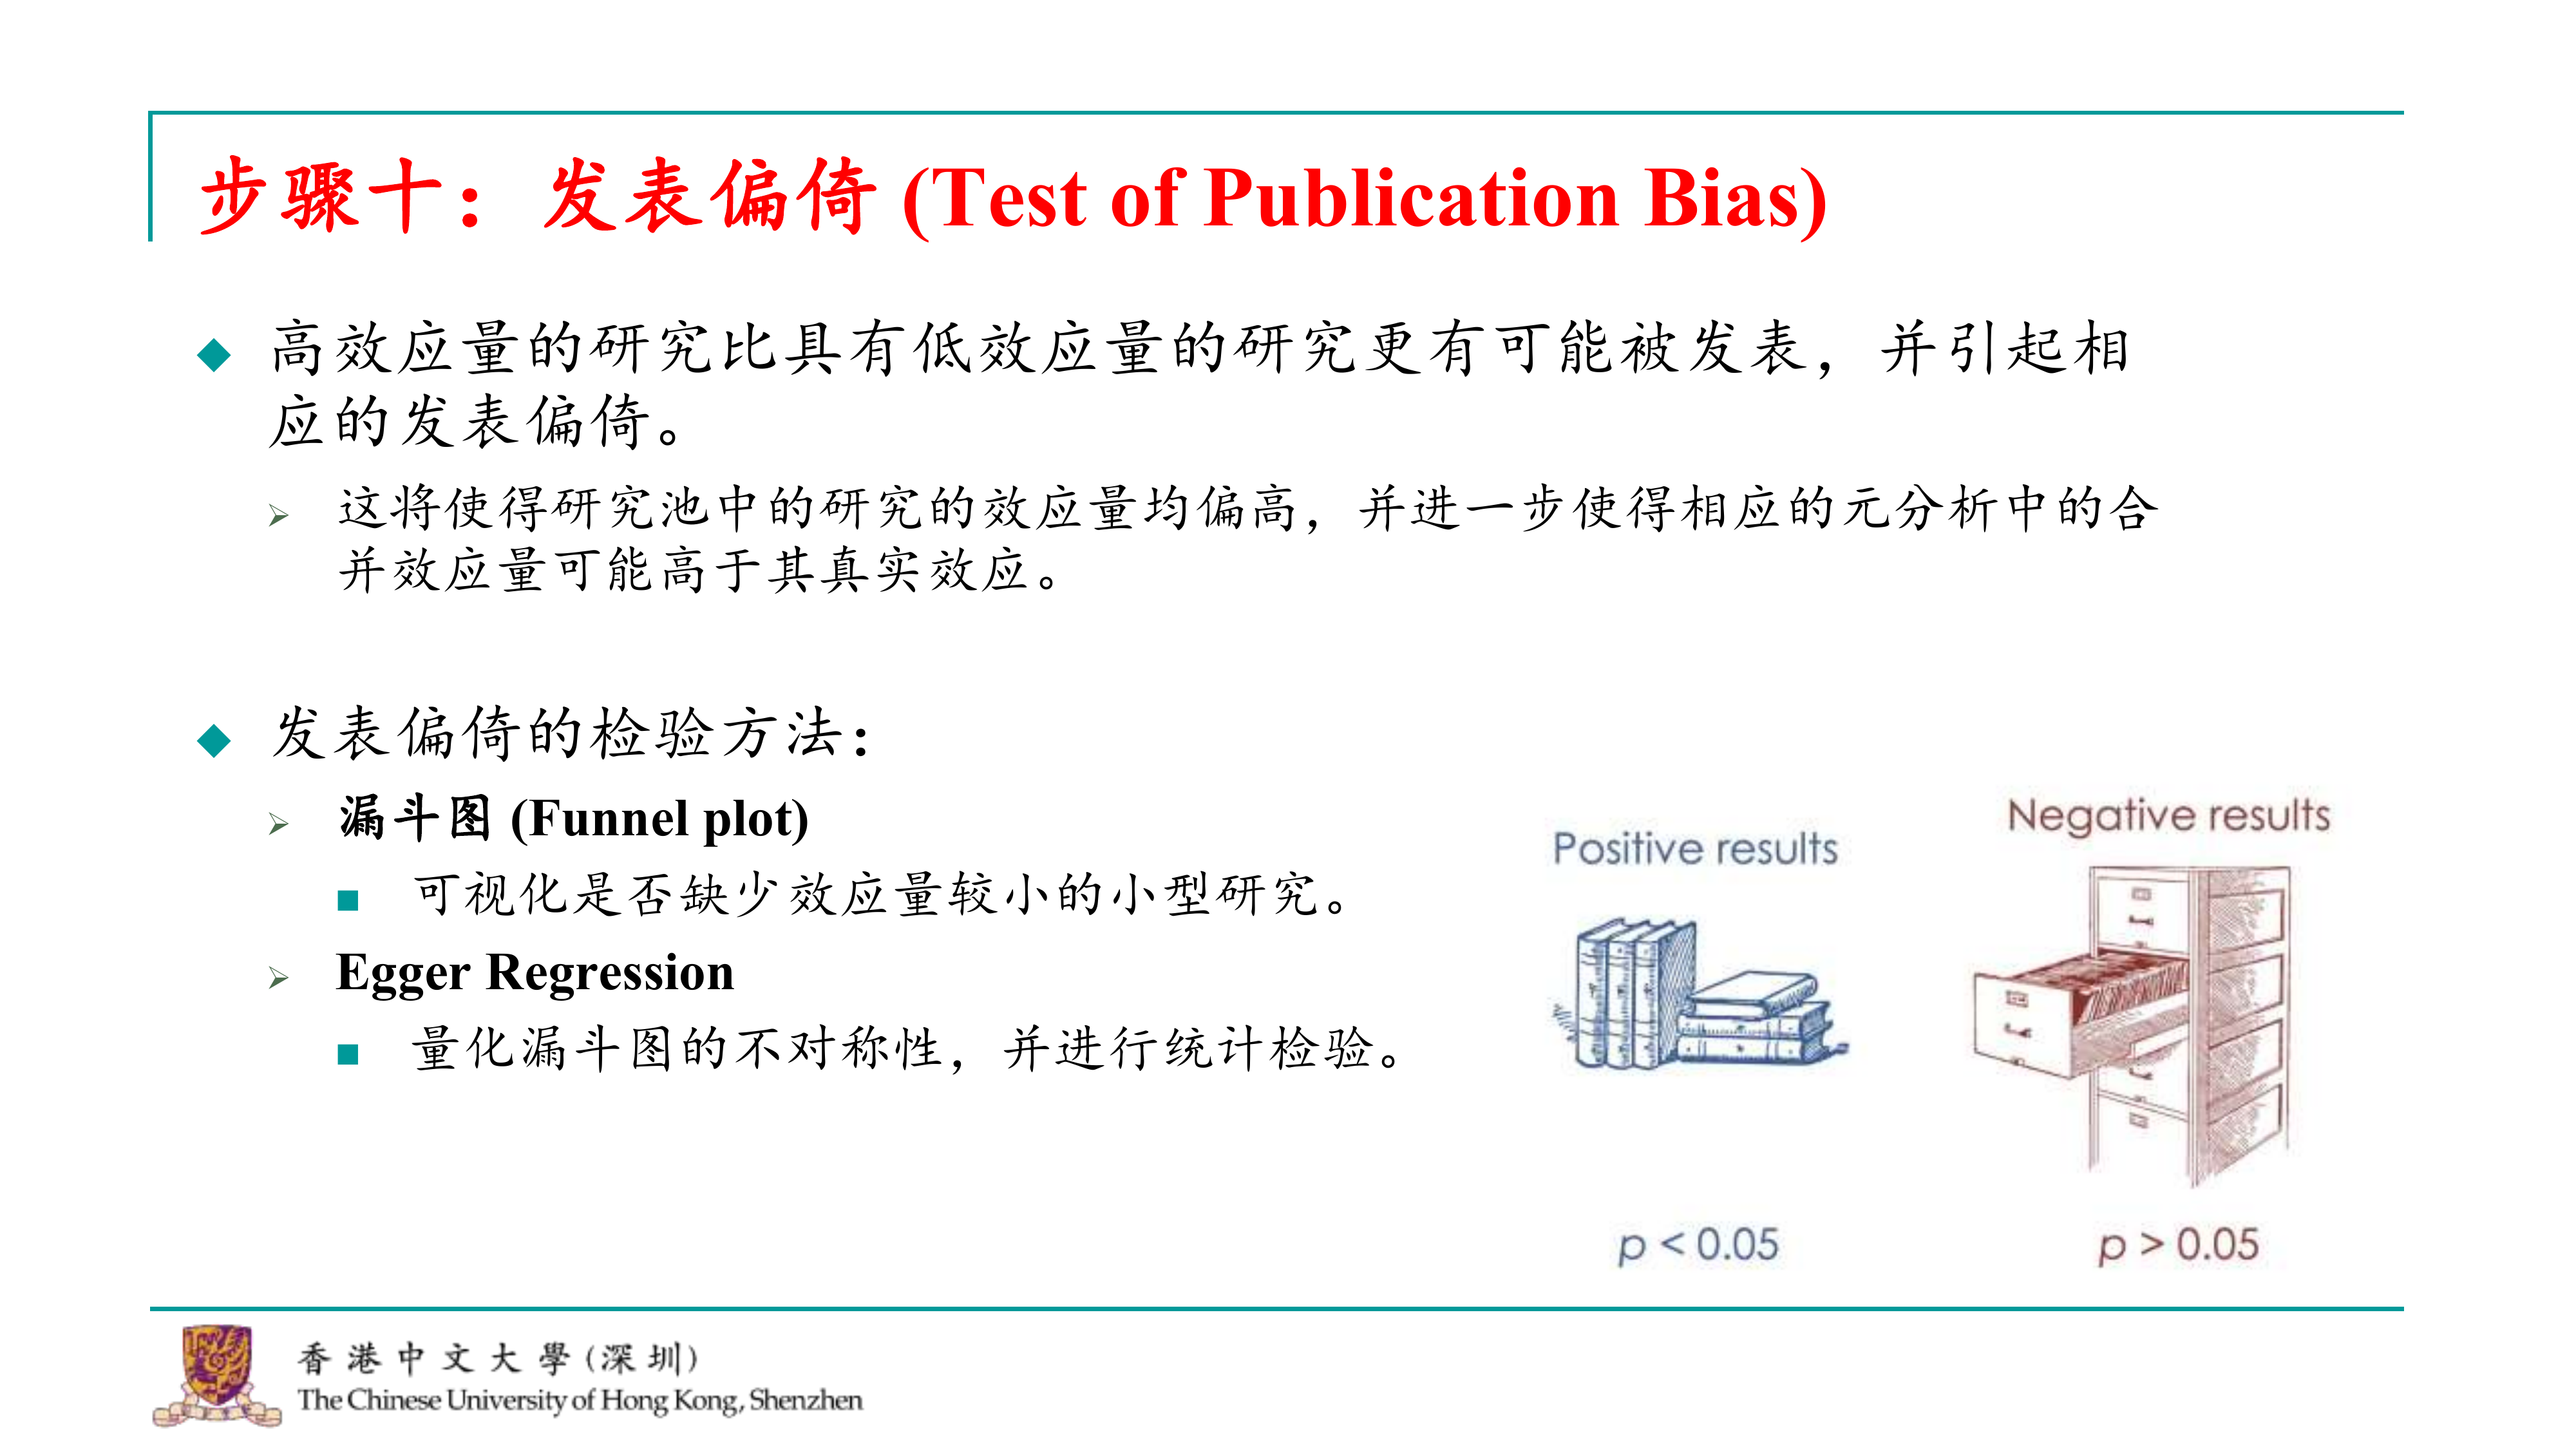 步骤十：发表偏倚 (Test of Publication Bias)
高效应量的研究比具有低效应量的研究更有可能被发表，并引起相
应的发表偏倚。
这将使得研究池中的研究的效应量均偏高，并进一步使得相应的元分析中的合
并效应量可能高于其真实效应。
发表偏倚的检验方法：
漏斗图 (Funnel plot)
可视化是否缺少效应量较小的小型研究。
Egger Regression
量化漏斗图的不对称性，并进行统计检验。
Positive results
Negative results
p < 0.05
p > 0.05
香港中文大學（深圳）
The Chinese University of Hong Kong, Shenzhen